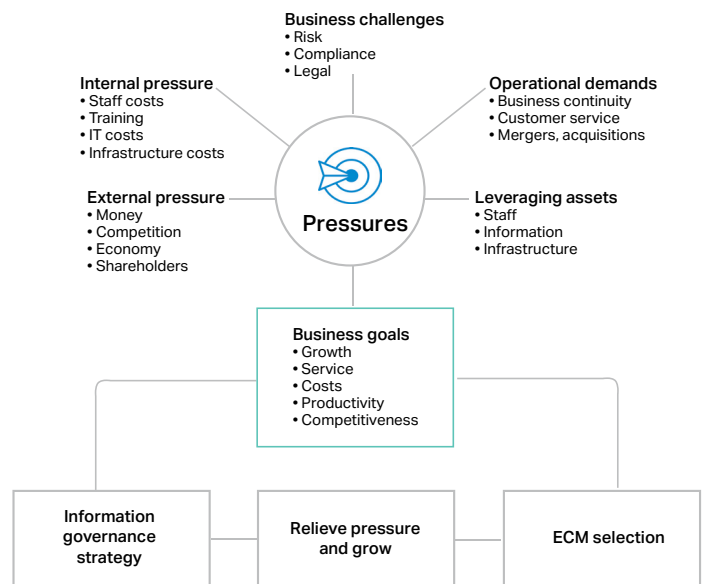 Business challenges
• Risk
• Compliance
• Legal
Internal pressure
• Staff costs
• Training
• IT costs
• Infrastructure costs
Operational demands
• Business continuity
• Customer service
• Mergers, acquisitions
External pressure
• Money
• Competition
• Economy
• Shareholders
Pressures
Leveraging assets
• Staff
• Information
• Infrastructure
Business goals
• Growth
• Service
• Costs
• Productivity
• Competitiveness
Information
governance
strategy
Relieve pressure
and grow
ECM selection